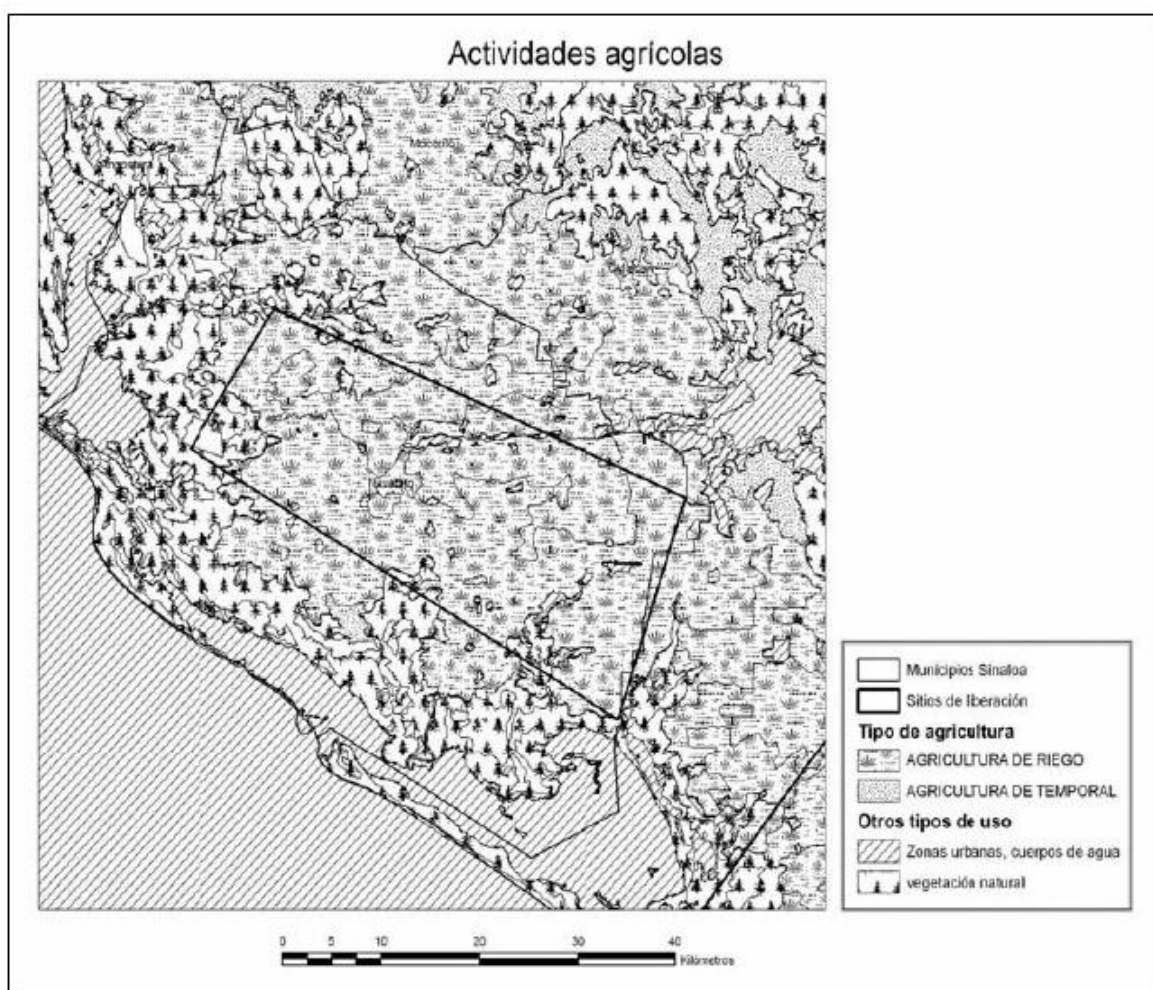 Actividades agrícolas
Navolato
Municipios Sinaloa
Sitios de liberación
Tipo de agricultura
AGRICULTURA DE RIEGO
AGRICULTURA DE TEMPORAL
Otros tipos de uso
Zonas urbanas, cuerpos de agua
vegetación natural
0 5 10 20 30 40
Kilómetros